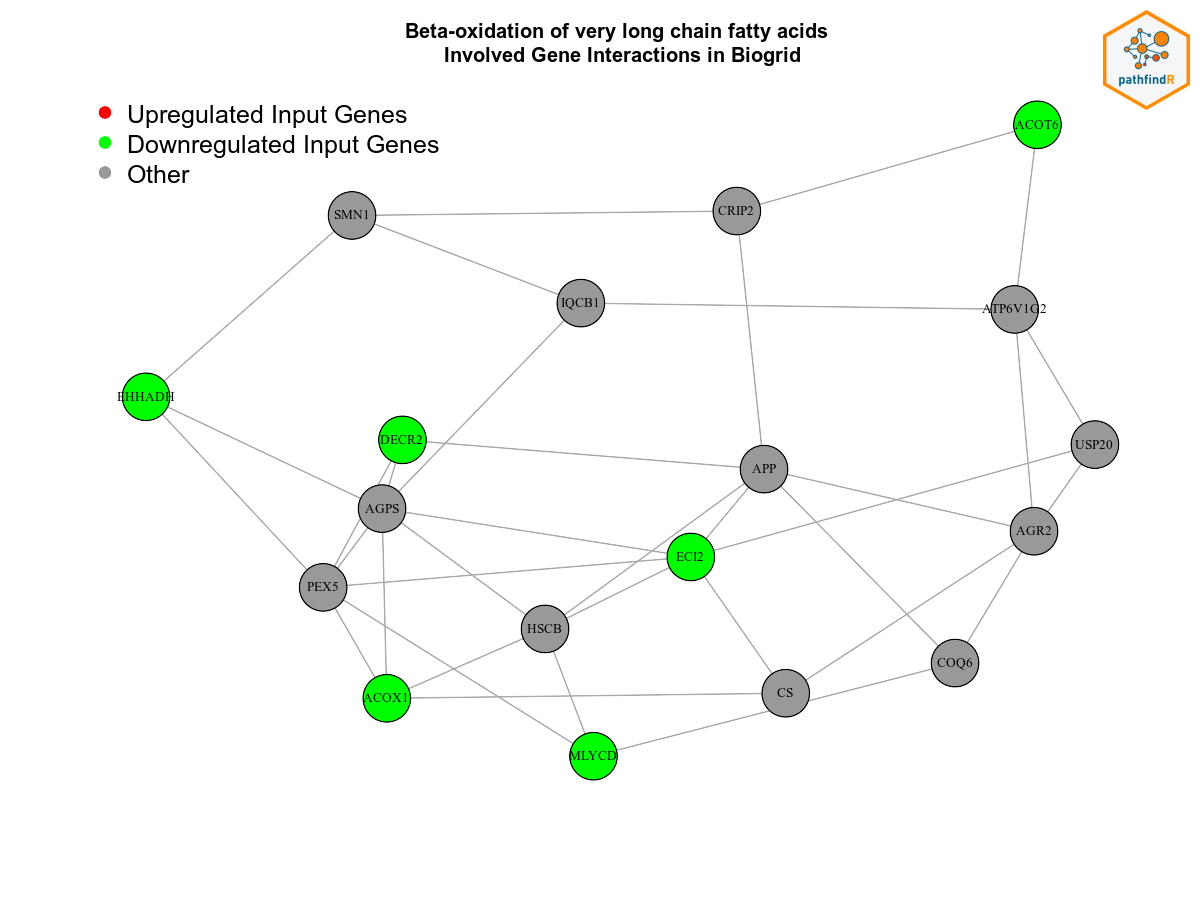 Beta-oxidation of very long chain fatty acids
Involved Gene Interactions in Biogrid
pathfindR
Upregulated Input Genes
Downregulated Input Genes
Other
ACOT6
SMN1
CRIP2
IQCB1
ATP6V1G2
EHHADH
DECR2
USP20
APP
AGPS
AGR2
ECI2
PEX5
HSCB
COQ6
CS
ACOX1
MLYCD